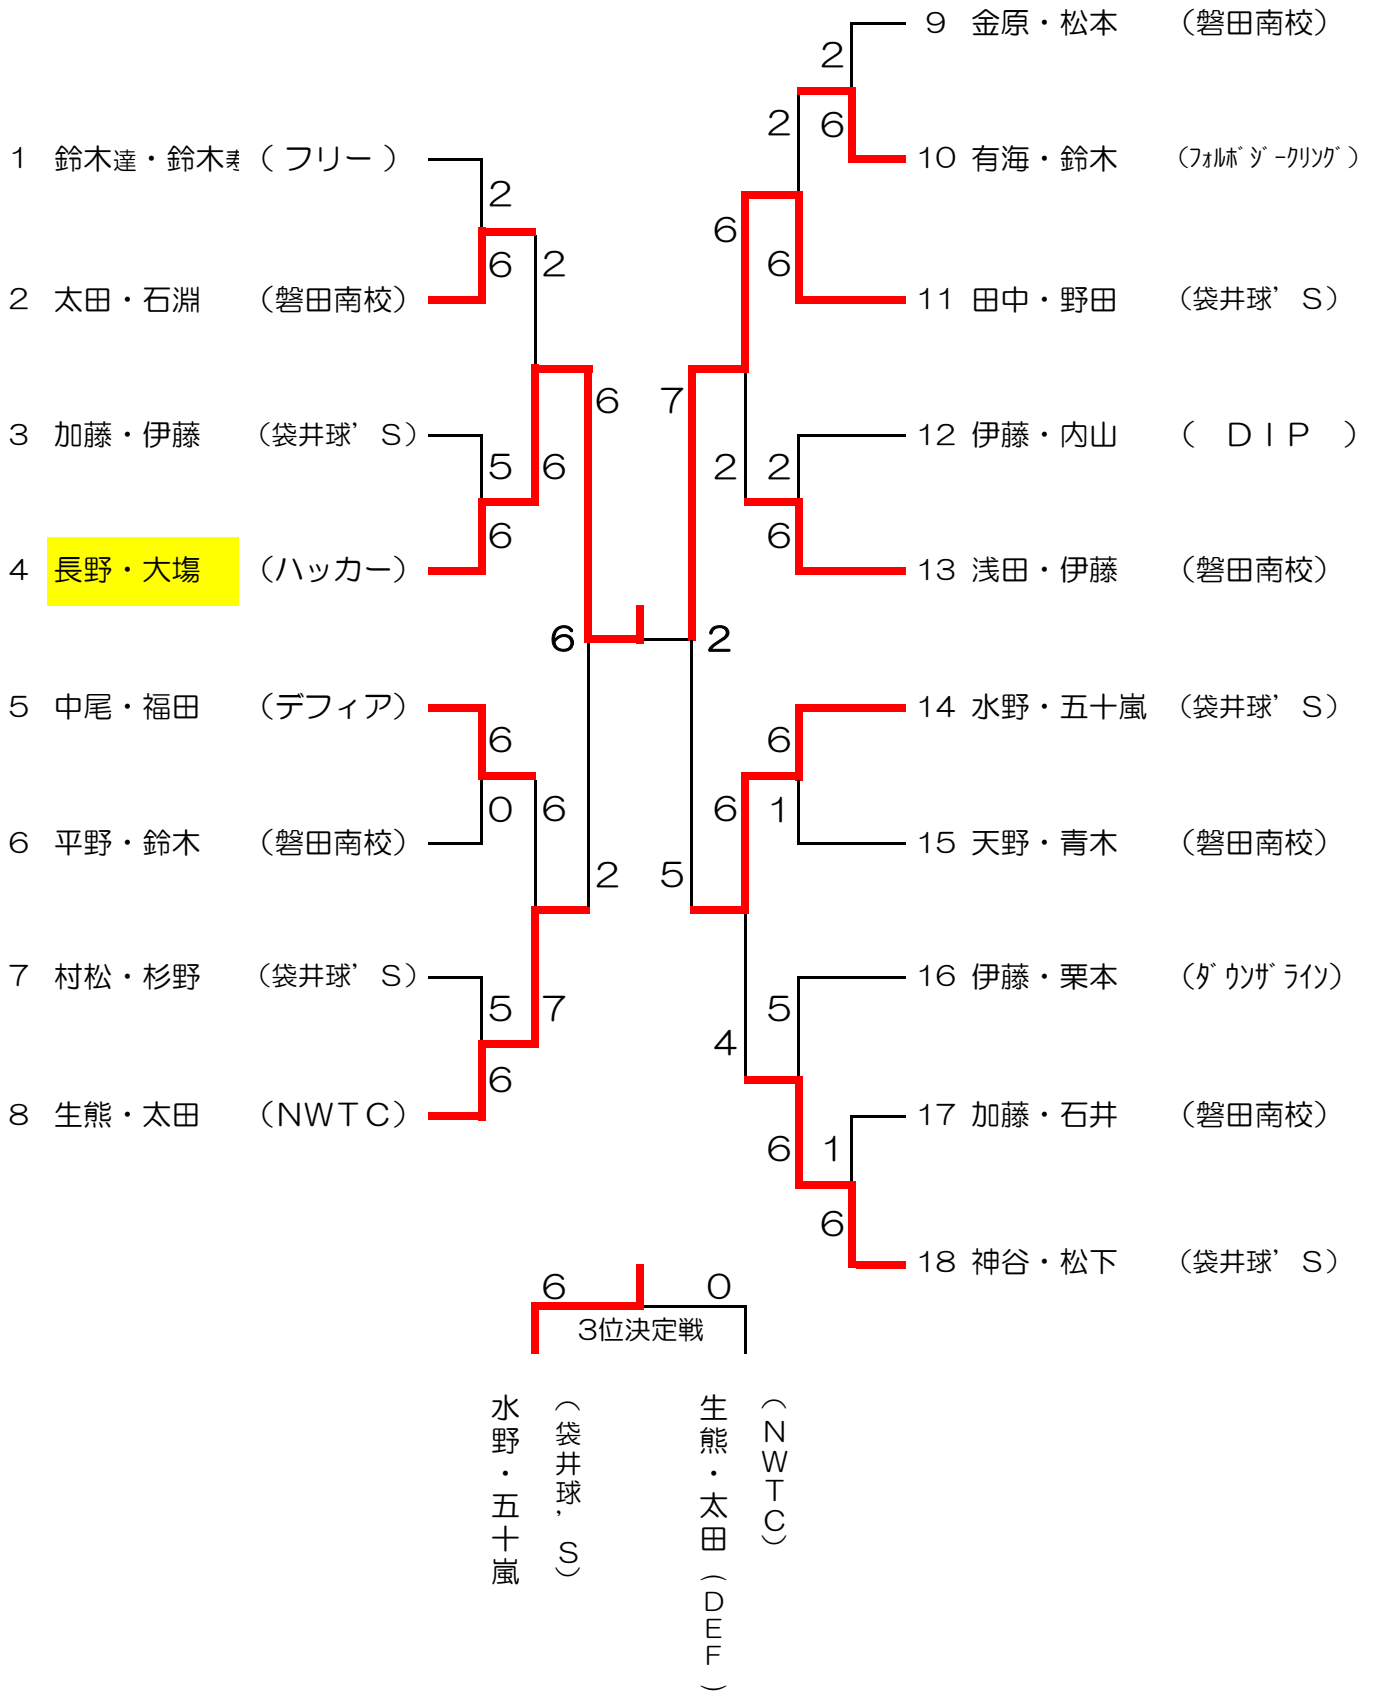 1 鈴木達・鈴木 （フリー）
2
6
2
2 太田・石淵 （磐田南校）
3 加藤・伊藤 （袋井球’S）
5
6
6
6
4 長野・大塲 （ハッカー）
6
5 中尾・福田 （デフィア）
6
0
6
6 平野・鈴木 （磐田南校）
2
7 村松・杉野 （袋井球’S）
5
7
6
8 生熊・太田 （NWTC）
9 金原・松本 （磐田南校）
2
2
6
10 有海・鈴木 （フォルボジークリング）
6
6
11 田中・野田 （袋井球’S）
7
12 伊藤・内山 （ DIP ）
2
2
6
13 浅田・伊藤 （磐田南校）
2
14 水野・五十嵐 （袋井球’S）
6
6
1
15 天野・青木 （磐田南校）
5
16 伊藤・栗本 （ダウンザライン）
5
4
17 加藤・石井 （磐田南校）
6
1
6
18 神谷・松下 （袋井球’S）
6
0
3位決定戦
水野・五十嵐
（袋井球’S）
生熊・太田（DEF）
（NWTC）